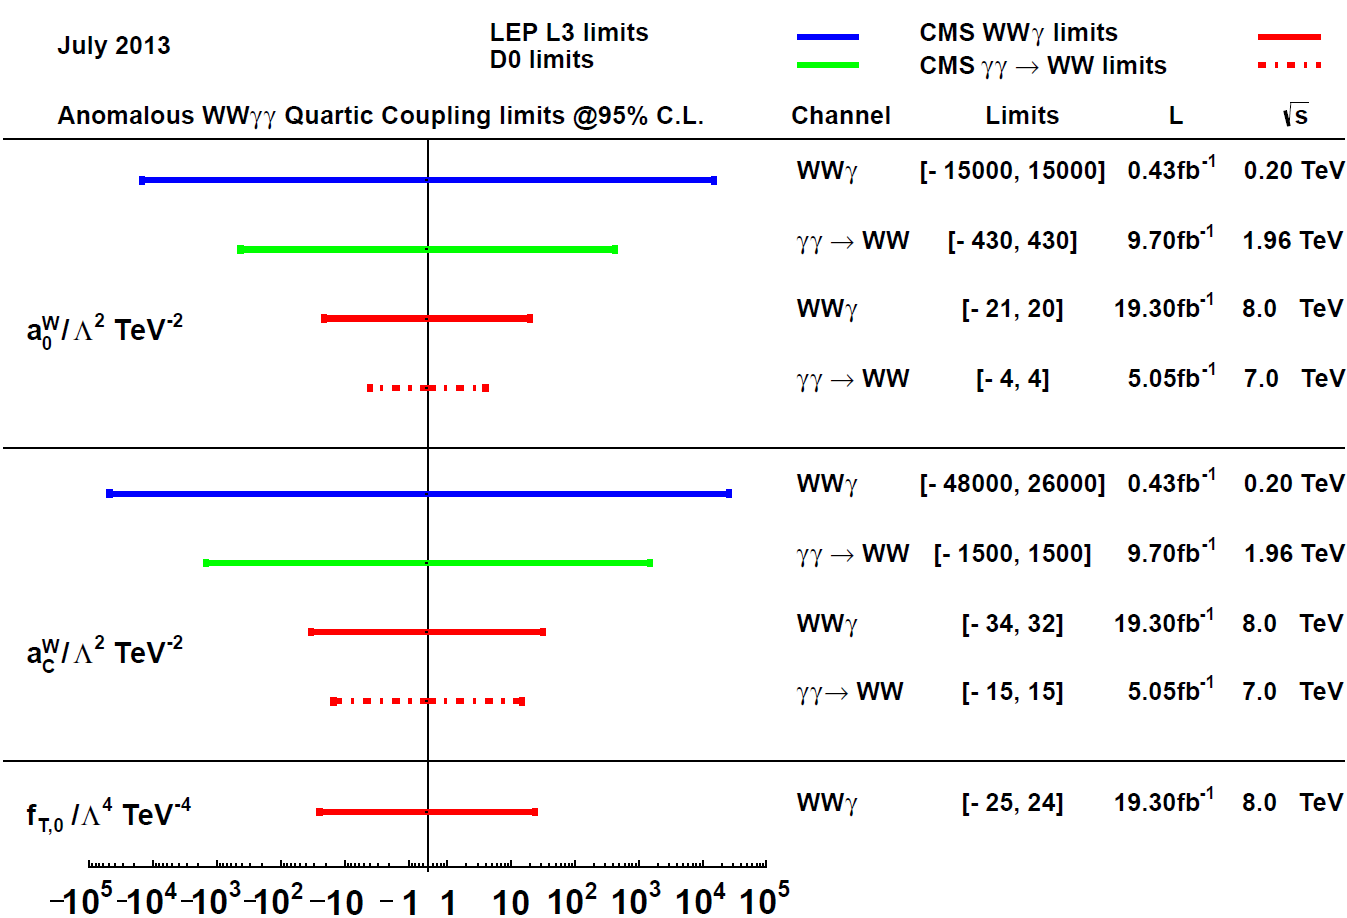 July 2013
LEP L3 limits
CMS WWγ limits
D0 limits
CMS γγ → WW limits
Anomalous WWγγ Quartic Coupling limits @95% C.L. Channel Limits L √s
WWγ [- 15000, 15000] 0.43fb⁻¹ 0.20 TeV
γγ → WW [- 430, 430] 9.70fb⁻¹ 1.96 TeV
a₀ᵂ/Λ² TeV⁻²
WWγ [- 21, 20] 19.30fb⁻¹ 8.0 TeV
γγ → WW [- 4, 4] 5.05fb⁻¹ 7.0 TeV
WWγ [- 48000, 26000] 0.43fb⁻¹ 0.20 TeV
γγ → WW [- 1500, 1500] 9.70fb⁻¹ 1.96 TeV
WWγ [- 34, 32] 19.30fb⁻¹ 8.0 TeV
a_C^W/Λ² TeV⁻²
γγ→ WW [- 15, 15] 5.05fb⁻¹ 7.0 TeV
f_T,0 /Λ⁴ TeV⁻⁴ WWγ [- 25, 24] 19.30fb⁻¹ 8.0 TeV
−10⁵ −10⁴ −10³ −10² −10 −1 1 10 10² 10³ 10⁴ 10⁵